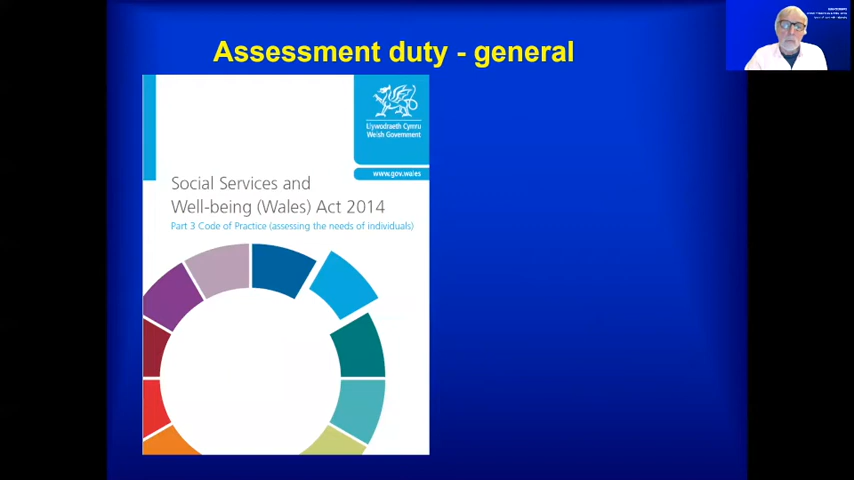 Assessment duty - general
Llywodraeth Cymru
Welsh Government
www.gov.wales
Social Services and
Well-being (Wales) Act 2014
Part 3 Code of Practice (assessing the needs of individuals)